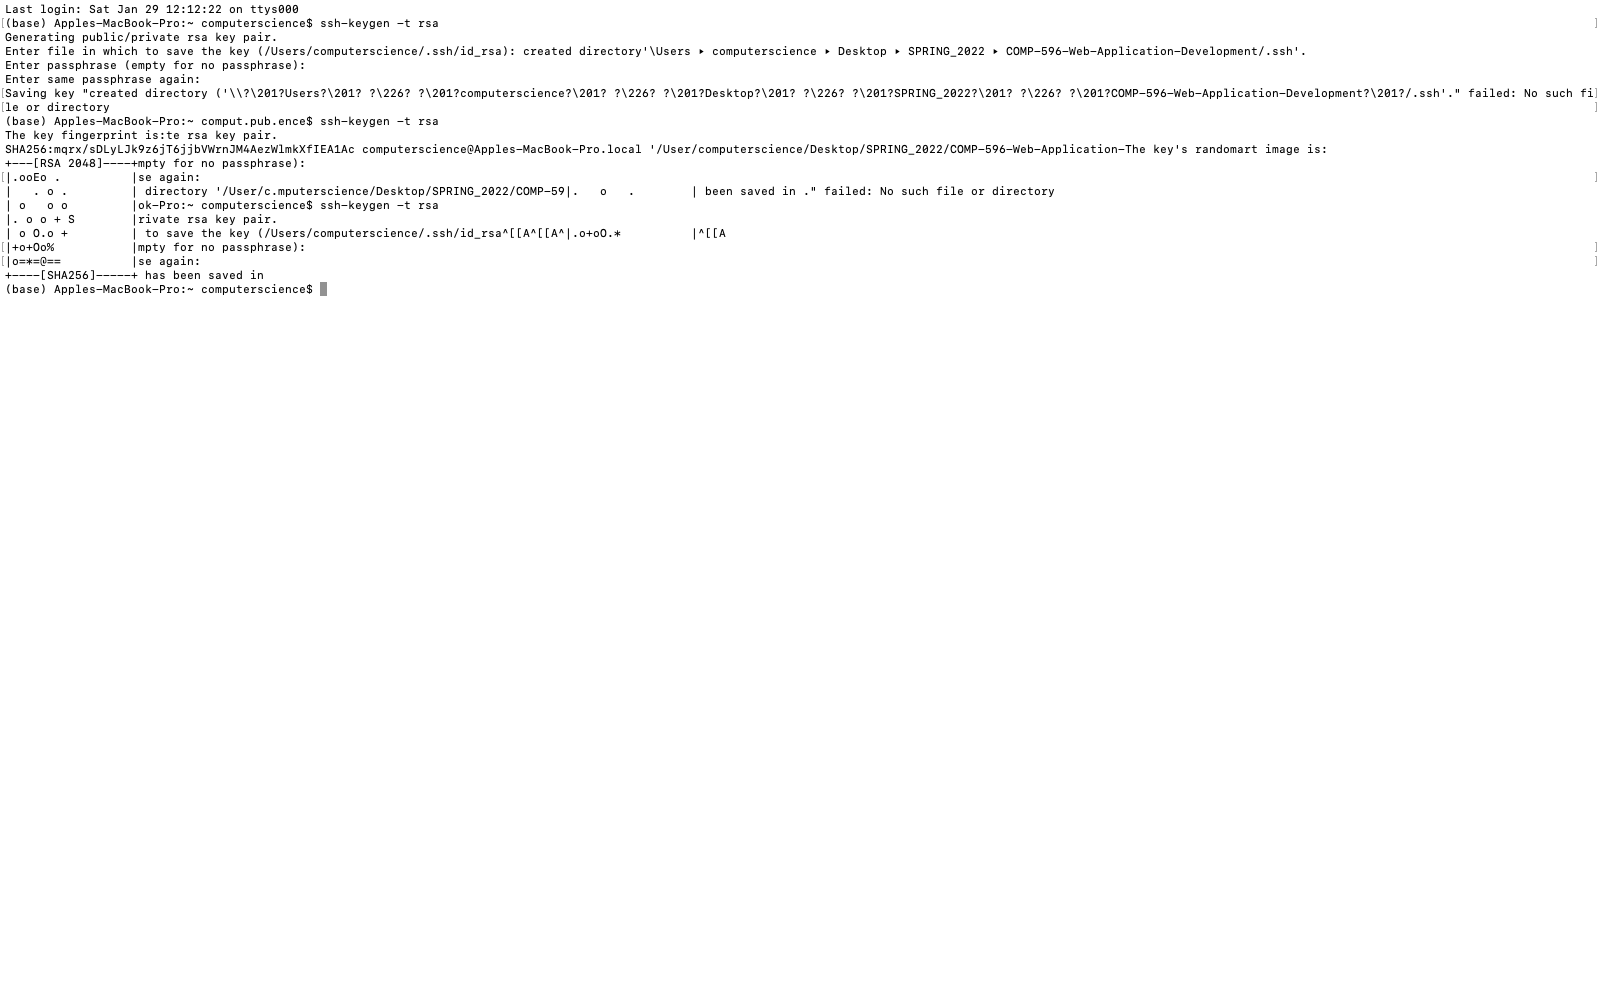 Last login: Sat Jan 29 12:12:22 on ttys000
[(base) Apples-MacBook-Pro:~ computerscience$ ssh-keygen -t rsa ]
Generating public/private rsa key pair.
Enter file in which to save the key (/Users/computerscience/.ssh/id_rsa): created directory'\Users ▸ computerscience ▸ Desktop ▸ SPRING_2022 ▸ COMP-596-Web-Application-Development/.ssh'.
Enter passphrase (empty for no passphrase):
Enter same passphrase again:
[Saving key "created directory ('\\?\201?Users?\201? ?\226? ?\201?computerscience?\201? ?\226? ?\201?Desktop?\201? ?\226? ?\201?SPRING_2022?\201? ?\226? ?\201?COMP-596-Web-Application-Development?\201?/.ssh'." failed: No such fi]
[le or directory ]
(base) Apples-MacBook-Pro:~ comput.pub.ence$ ssh-keygen -t rsa
The key fingerprint is:te rsa key pair.
SHA256:mqrx/sDLyLJk9z6jT6jjbVWrnJM4AezWlmkXfIEA1Ac computerscience@Apples-MacBook-Pro.local '/User/computerscience/Desktop/SPRING_2022/COMP-596-Web-Application-The key's randomart image is:
+---[RSA 2048]----+mpty for no passphrase):
[|.ooEo .          |se again: ]
|   . o .         | directory '/User/c.mputerscience/Desktop/SPRING_2022/COMP-59|.   o   .        | been saved in ." failed: No such file or directory
| o   o o         |ok-Pro:~ computerscience$ ssh-keygen -t rsa
|. o o + S        |rivate rsa key pair.
| o O.o +         | to save the key (/Users/computerscience/.ssh/id_rsa^[[A^[[A^|.o+oO.*          |^[[A
[|+o+Oo%           |mpty for no passphrase): ]
[|o=*=@==          |se again: ]
+----[SHA256]-----+ has been saved in
(base) Apples-MacBook-Pro:~ computerscience$